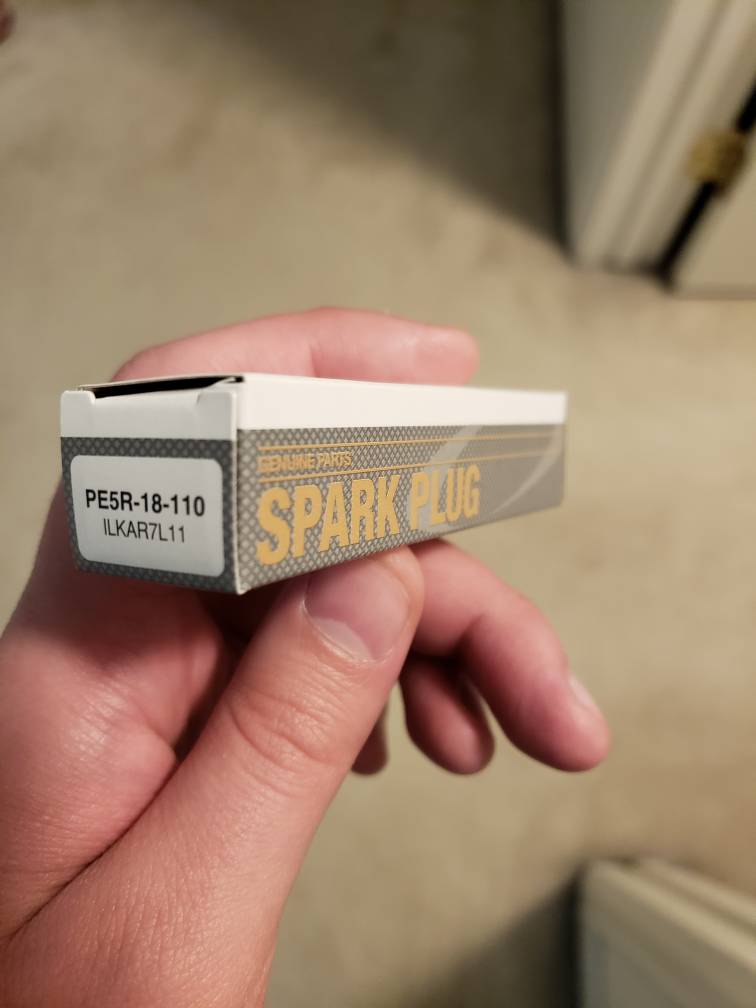 PE5R-18-110
ILKAR7L11
GENUINE PARTS
SPARK PLUG